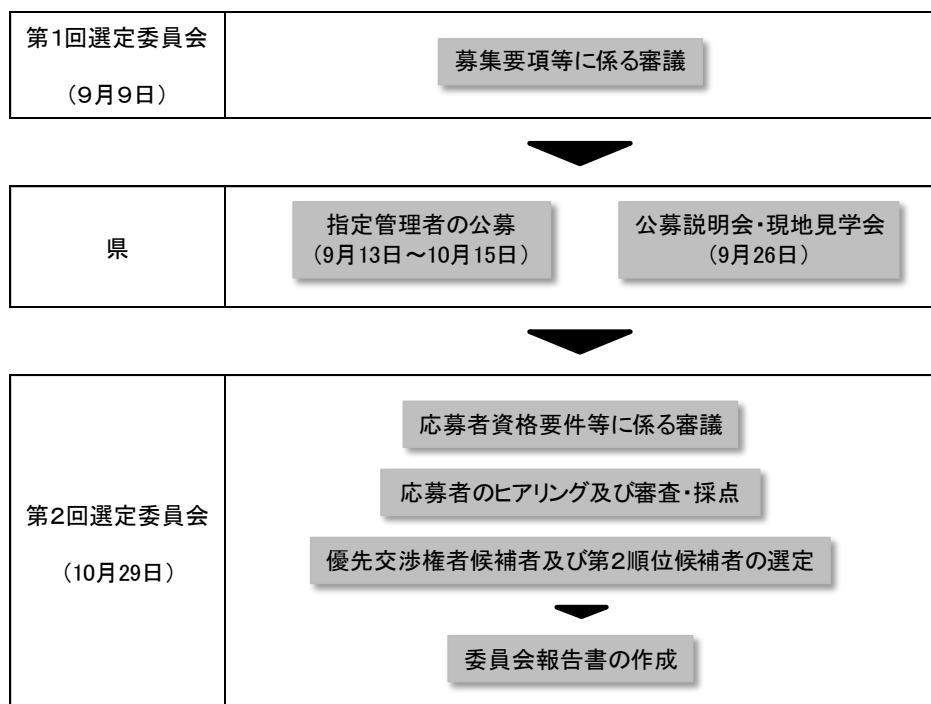 第1回選定委員会
（9月9日）
募集要項等に係る審議
県
指定管理者の公募
（9月13日～10月15日）
公募説明会・現地見学会
（9月26日）
第2回選定委員会
（10月29日）
応募者資格要件等に係る審議
応募者のヒアリング及び審査・採点
優先交渉権者候補者及び第2順位候補者の選定
委員会報告書の作成